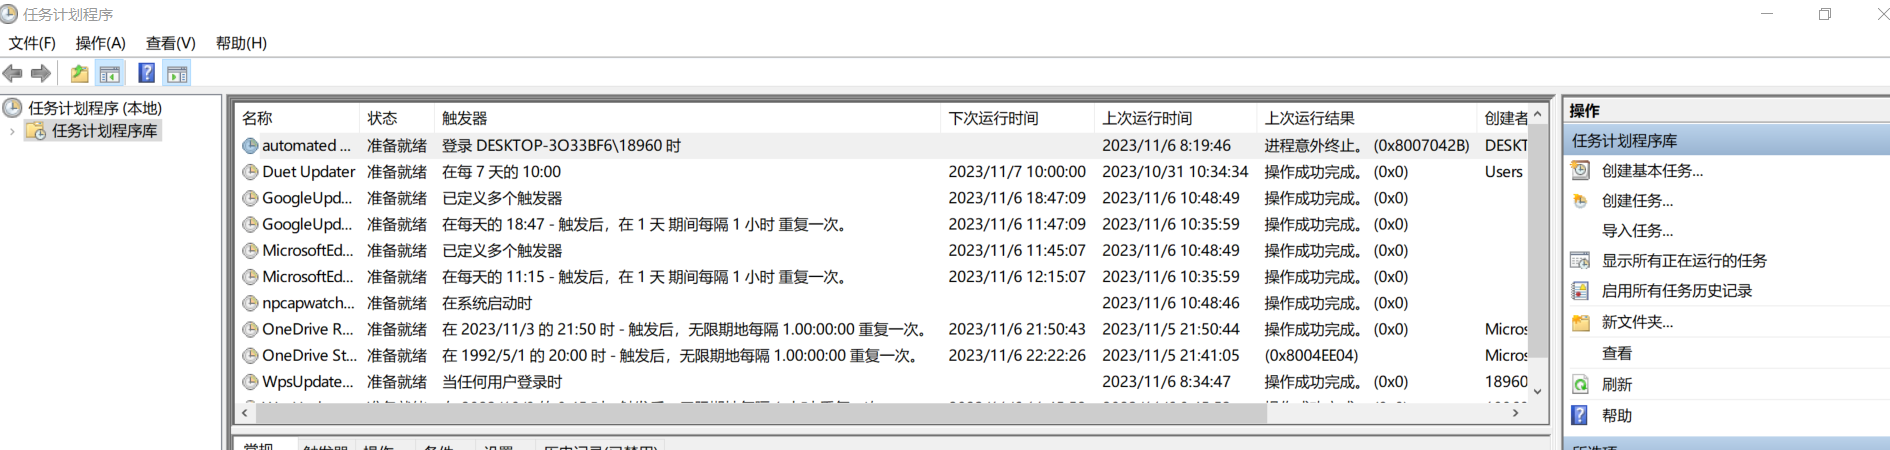 任务计划程序
文件(F) 操作(A) 查看(V) 帮助(H)
任务计划程序 (本地)
任务计划程序库
名称 状态 触发器 下次运行时间 上次运行时间 上次运行结果 创建者
automated ... 准备就绪 登录 DESKTOP-3O33BF6\18960 时 2023/11/6 8:19:46 进程意外终止。 (0x8007042B) DESKT
Duet Updater 准备就绪 在每 7 天的 10:00 2023/11/7 10:00:00 2023/10/31 10:34:34 操作成功完成。 (0x0) Users
GoogleUpd... 准备就绪 已定义多个触发器 2023/11/6 18:47:09 2023/11/6 10:48:49 操作成功完成。 (0x0)
GoogleUpd... 准备就绪 在每天的 18:47 - 触发后，在 1 天 期间每隔 1 小时 重复一次。 2023/11/6 11:47:09 2023/11/6 10:35:59 操作成功完成。 (0x0)
MicrosoftEd... 准备就绪 已定义多个触发器 2023/11/6 11:45:07 2023/11/6 10:48:49 操作成功完成。 (0x0)
MicrosoftEd... 准备就绪 在每天的 11:15 - 触发后，在 1 天 期间每隔 1 小时 重复一次。 2023/11/6 12:15:07 2023/11/6 10:35:59 操作成功完成。 (0x0)
npcapwatch... 准备就绪 在系统启动时 2023/11/6 10:48:46 操作成功完成。 (0x0)
OneDrive R... 准备就绪 在 2023/11/3 的 21:50 时 - 触发后，无限期地每隔 1.00:00:00 重复一次。 2023/11/6 21:50:43 2023/11/5 21:50:44 操作成功完成。 (0x0) Micros
OneDrive St... 准备就绪 在 1992/5/1 的 20:00 时 - 触发后，无限期地每隔 1.00:00:00 重复一次。 2023/11/6 22:22:26 2023/11/5 21:41:05 (0x8004EE04) Micros
WpsUpdate... 准备就绪 当任何用户登录时 2023/11/6 8:34:47 操作成功完成。 (0x0) 18960
常规 触发器 操作 条件 设置 历史记录(已禁用)
操作
任务计划程序库
创建基本任务...
创建任务...
导入任务...
显示所有正在运行的任务
启用所有任务历史记录
新文件夹...
查看
刷新
帮助
所选项